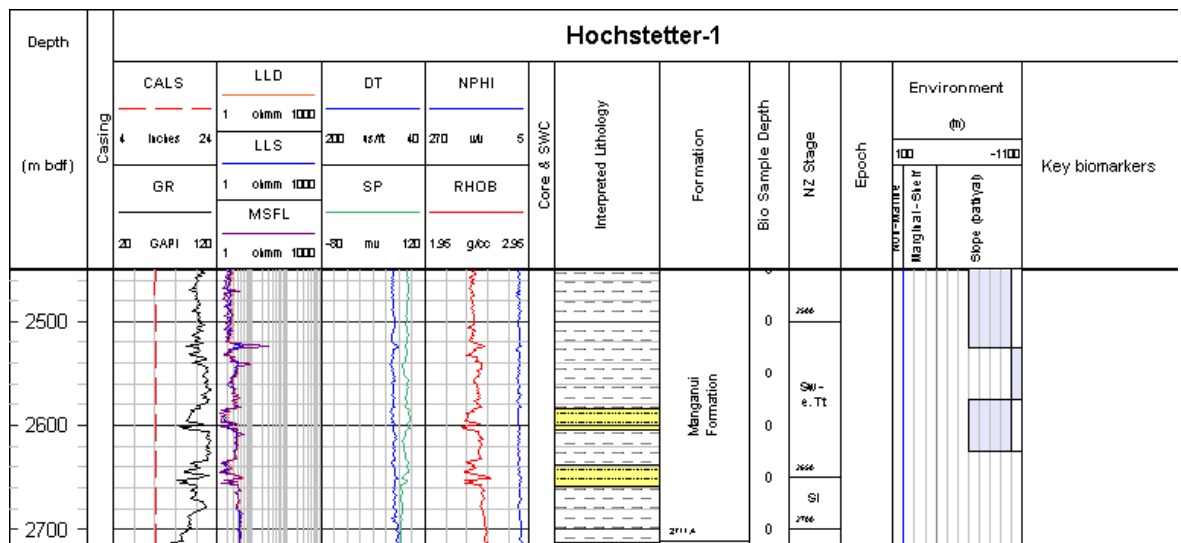 Hochstetter-1
Depth
(m bdf)
Casing
CALS
4 Inches 24
GR
20 GAPI 120
LLD
1 ohmm 1000
LLS
1 ohmm 1000
MSFL
1 ohmm 1000
DT
200 us/ft 40
SP
-80 mu 120
NPHI
270 5
RHOB
1.95 g/cc 2.95
Core & SWC
Interpreted Lithology
Formation
Bio Sample Depth
NZ Stage
Epoch
Environment
(m)
100 -1100
Non-Marine
Marginal-Shelf
Slope (bathyal)
Key biomarkers
0
2500
0
0
Sw-
e.Tt
Manganui
Formation
2600
0
0
Sl
2700
0